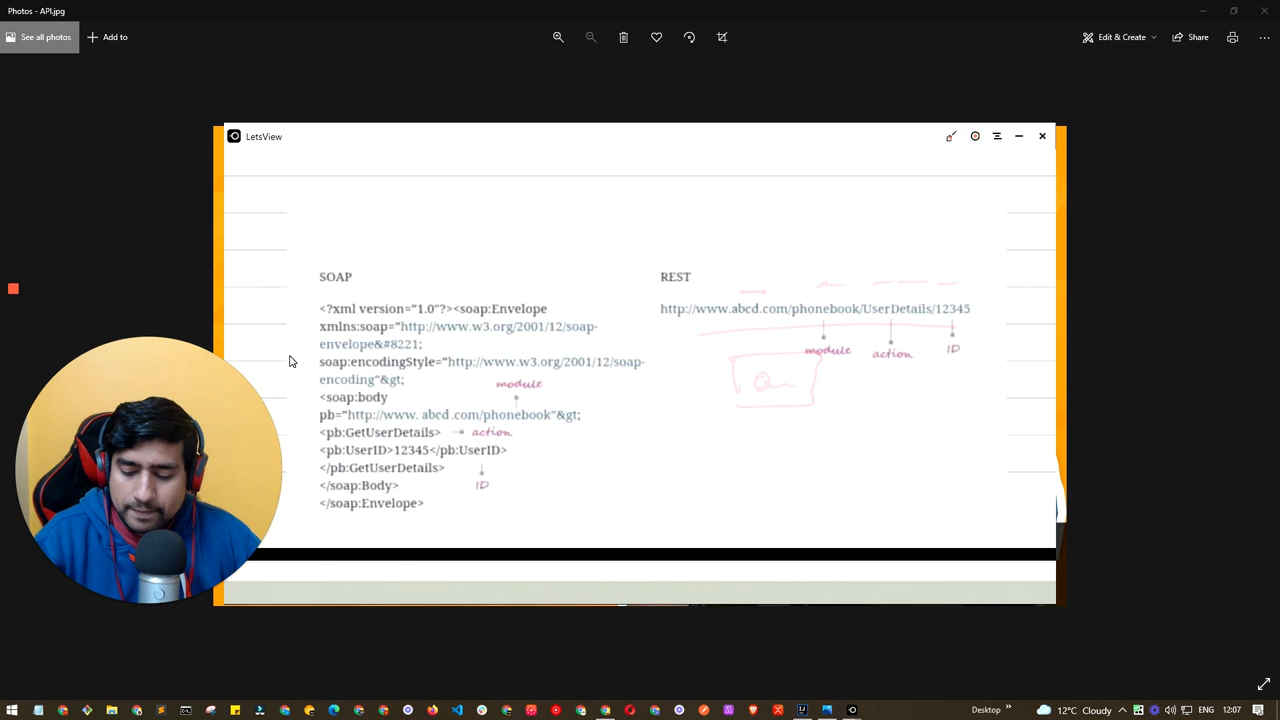 Photos - API.jpg
See all photos
Add to
Edit & Create
Share
LetsView
SOAP
<?xml version="1.0"?><soap:Envelope
xmlns:soap="http://www.w3.org/2001/12/soap-
envelope&#8221;
soap:encodingStyle="http://www.w3.org/2001/12/soap-
encoding"&gt;
module
<soap:body
pb="http://www. abcd.com/phonebook"&gt;
<pb:GetUserDetails>
action
<pb:UserID>12345</pb:UserID>
</pb:GetUserDetails>
</soap:Body>
ID
</soap:Envelope>
REST
http://www.abcd.com/phonebook/UserDetails/12345
module
action
ID
Desktop
12°C Cloudy
ENG
12:07